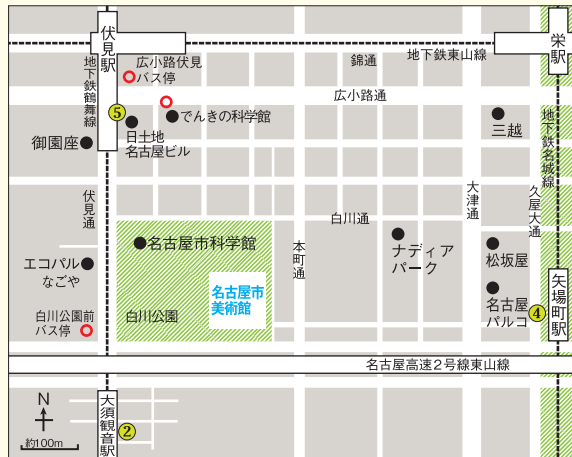 伏見駅
栄駅
地下鉄東山線
錦通
広小路伏見
バス停
地下鉄鶴舞線
広小路通
⑤
でんきの科学館
日土地
名古屋ビル
三越
御園座
地下鉄名城線
伏見通
大津通
久屋大通
白川通
本町通
名古屋市科学館
ナディア
パーク
松坂屋
エコパル
なごや
名古屋市
美術館
白川公園
名古屋
パルコ
④
矢場町駅
白川公園前
バス停
名古屋高速2号線東山線
N
約100m
大須観音駅
②